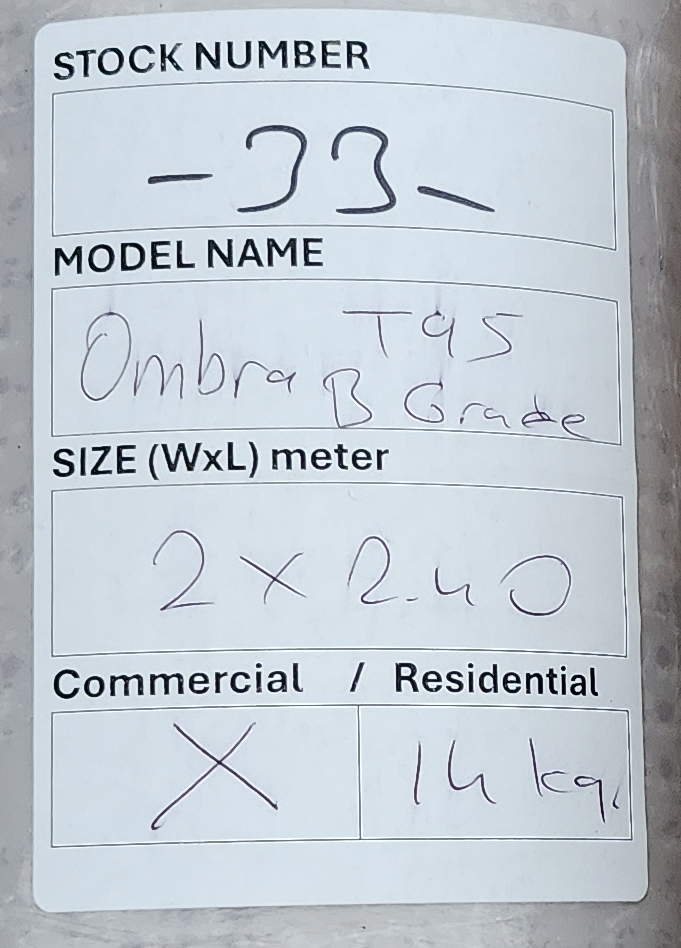 STOCK NUMBER
-33-
MODEL NAME
Ombra T95
B Grade
SIZE (WxL) meter
2 x 2.40
Commercial / Residential
X 14 kg.